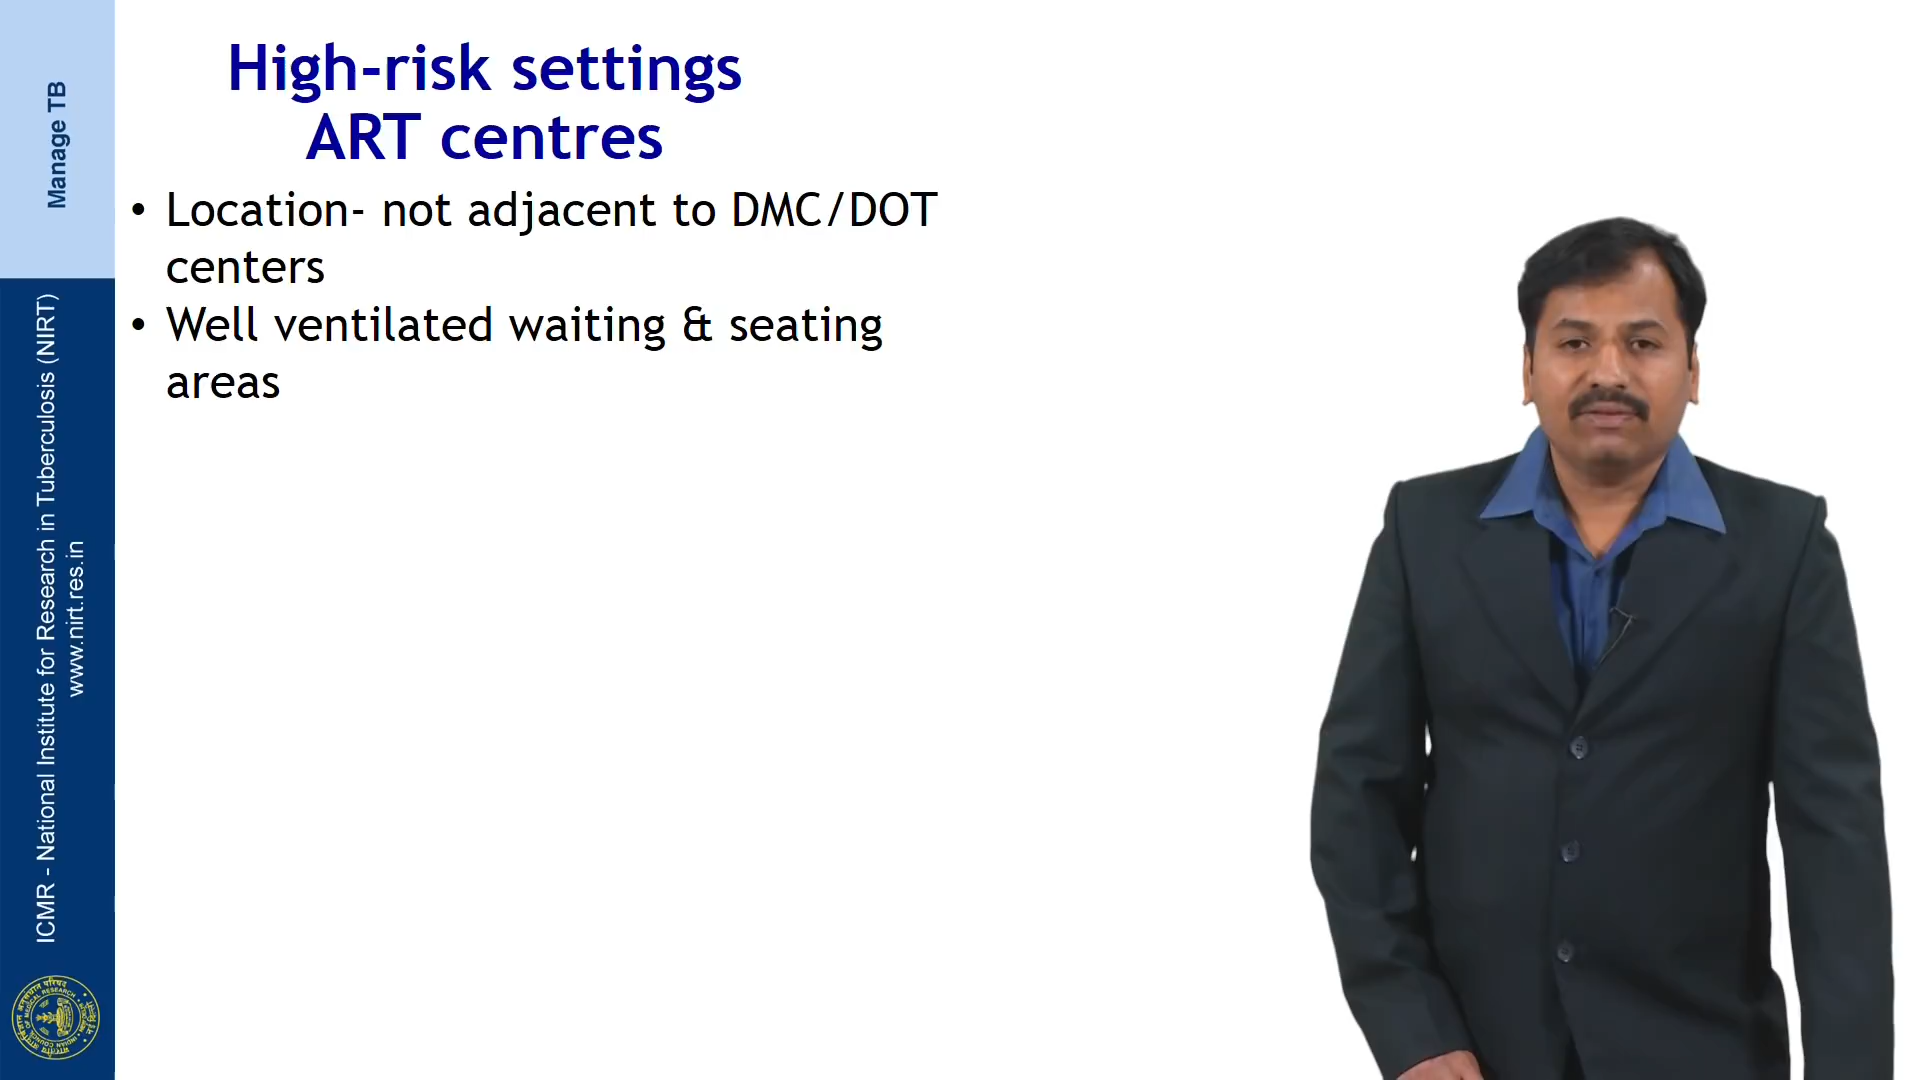 High-risk settings
ART centres
• Location- not adjacent to DMC/DOT
centers
• Well ventilated waiting & seating
areas
Manage TB
ICMR - National Institute for Research in Tuberculosis (NIRT)
www.nirt.res.in